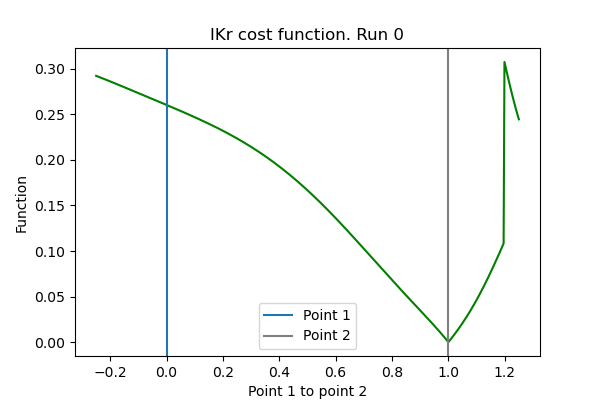 IKr cost function. Run 0
Function
0.30
0.25
0.20
0.15
0.10
0.05
0.00
Point 1
Point 2
−0.2 0.0 0.2 0.4 0.6 0.8 1.0 1.2
Point 1 to point 2